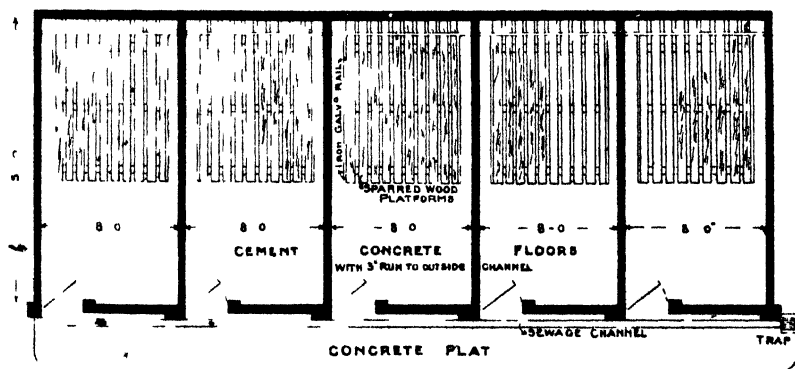 IRON GALVD RAIL
SPARRED WOOD
PLATFORMS
8 0
8 0
8 0
8-0
8 0"
CEMENT CONCRETE FLOORS
WITH 3" RUN TO OUTSIDE CHANNEL
SEWAGE CHANNEL
TRAP
CONCRETE PLAT